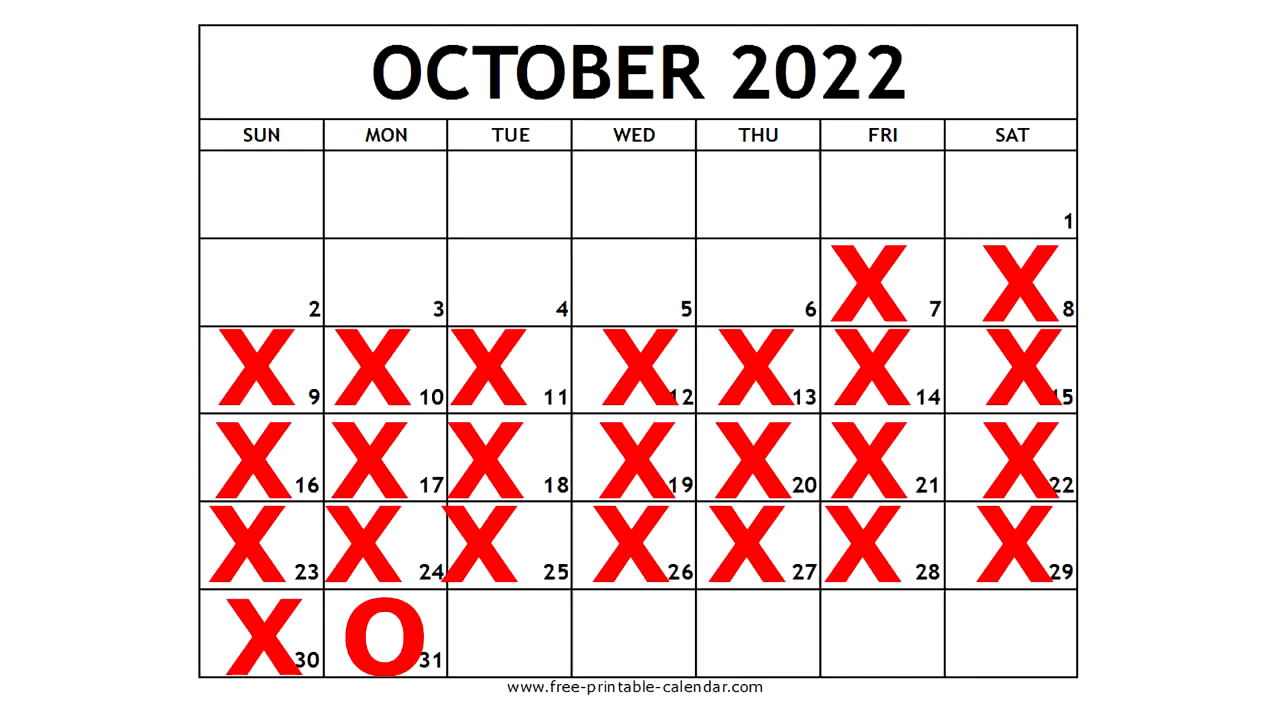 OCTOBER 2022
SUN MON TUE WED THU FRI SAT
1
2 3 4 5 6 X 7 X 8
X 9 X 10 X 11 X 12 X 13 X 14 X 15
X 16 X 17 X 18 X 19 X 20 X 21 X 22
X 23 X 24 X 25 X 26 X 27 X 28 X 29
X 30 O 31
www.free-printable-calendar.com